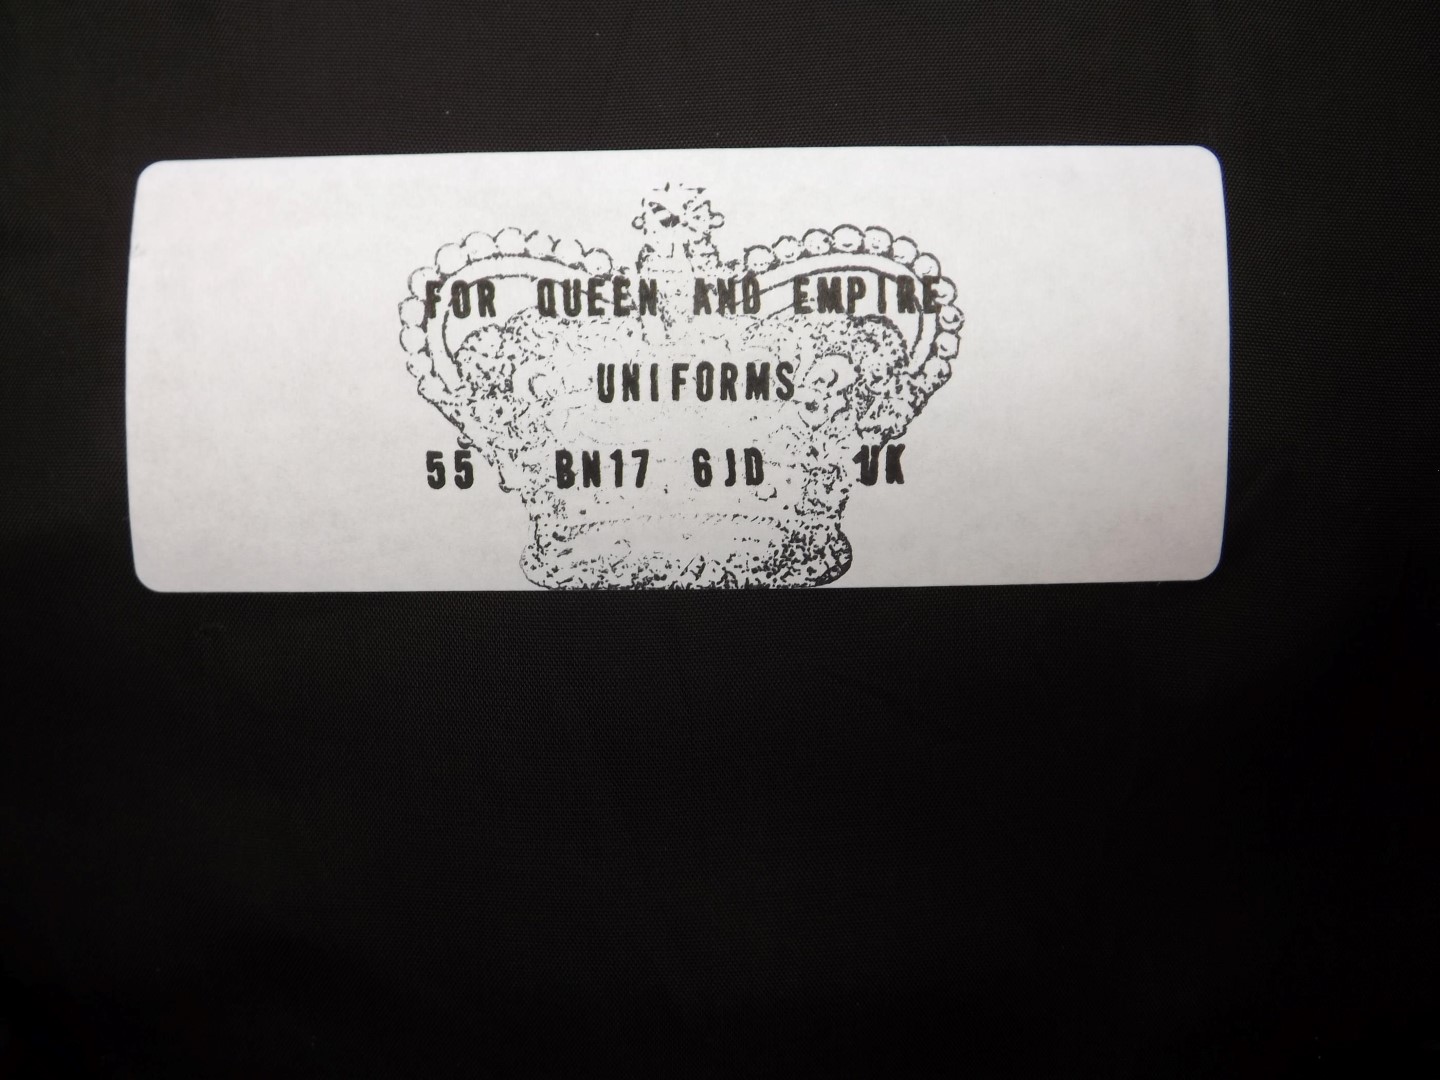 FOR QUEEN AND EMPIRE
UNIFORMS
55 BN17 6JD UK